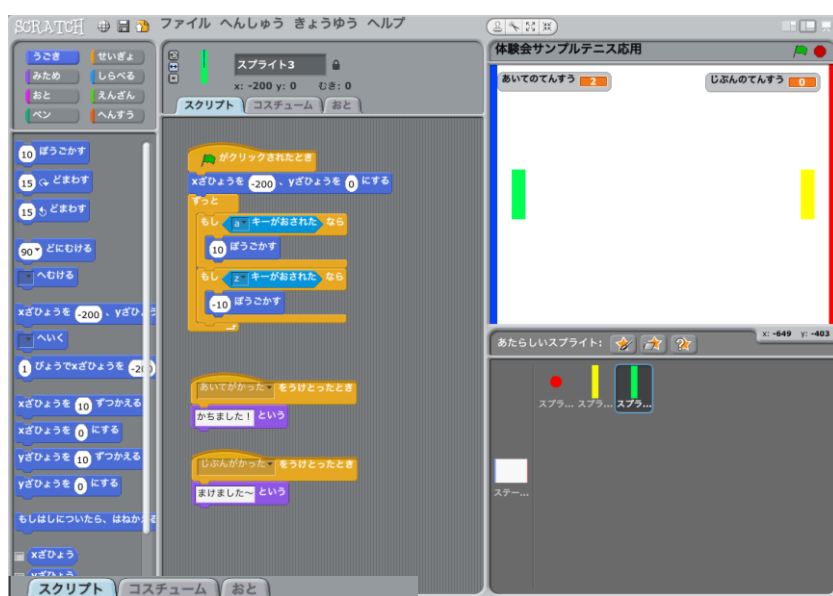 SCRATCH ファイル へんしゅう きょうゆう ヘルプ
うごき せいぎょ
みため しらべる
おと えんざん
ペン へんすう
10 ほうごかす
15 どまわす
15 どまわす
90 どにむける
へむける
xざひょうを -200 、yざひょ
へいく
1 びょうでxざひょうを
xざひょうを 10 ずつかえる
xざひょうを 0 にする
yざひょうを 10 ずつかえる
yざひょうを 0 にする
もしはしについたら、はねかえる
xざひょう
yざひょう
スプライト3
x: -200 y: 0 むき: 0
スクリプト コスチューム おと
がクリックされたとき
xざひょうを -200 、yざひょうを 0 にする
ずっと
もし a キーがおされた なら
10 ほうごかす
もし z キーがおされた なら
-10 ほうごかす
あいてがかった をうけとったとき
かちました! という
じぶんがかった をうけとったとき
まけました〜 という
体験会サンプルテニス応用
あいてのてんすう 2
じぶんのてんすう 0
x: -649 y: -403
あたらしいスプライト:
スプラ... スプラ... スプラ...
ステー...
スクリプト コスチューム おと